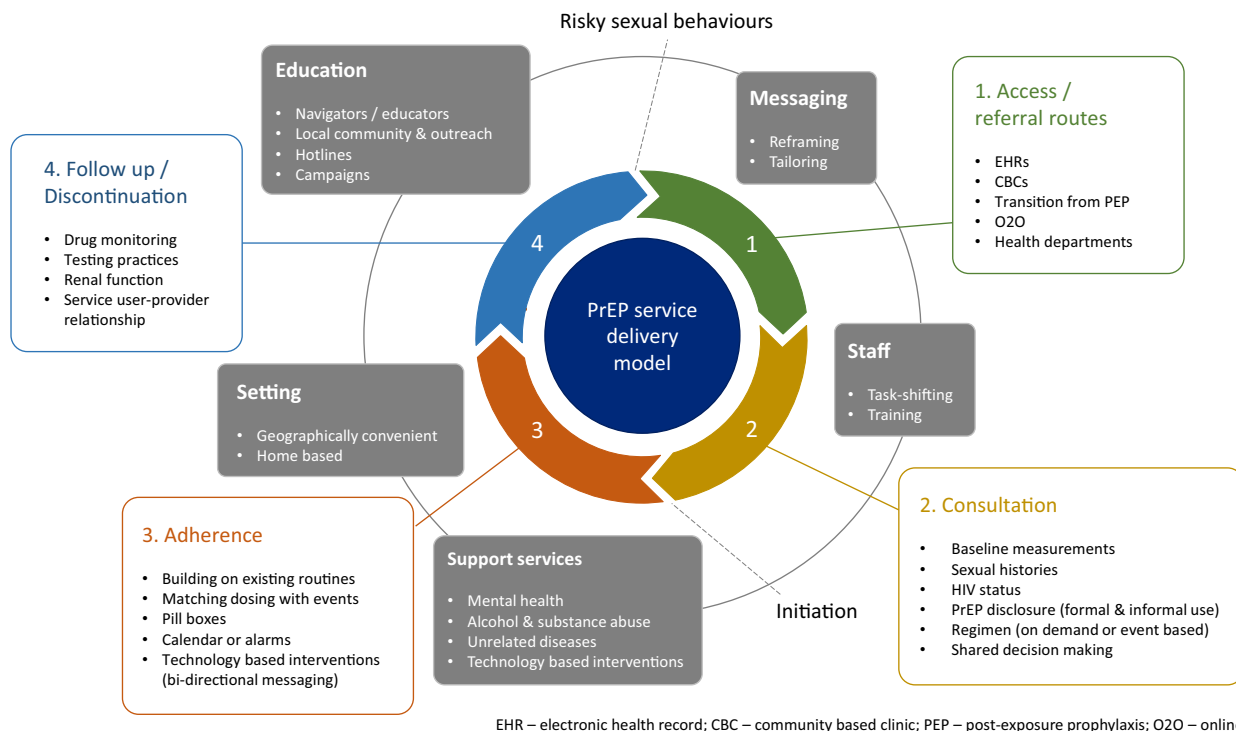 Risky sexual behaviours
Education
• Navigators / educators
• Local community & outreach
• Hotlines
• Campaigns
Messaging
• Reframing
• Tailoring
1. Access /
referral routes
• EHRs
• CBCs
• Transition from PEP
• O2O
• Health departments
4. Follow up /
Discontinuation
• Drug monitoring
• Testing practices
• Renal function
• Service user-provider
relationship
4
1
PrEP service
delivery
model
3
2
Staff
• Task-shifting
• Training
Setting
• Geographically convenient
• Home based
2. Consultation
• Baseline measurements
• Sexual histories
• HIV status
• PrEP disclosure (formal & informal use)
• Regimen (on demand or event based)
• Shared decision making
3. Adherence
• Building on existing routines
• Matching dosing with events
• Pill boxes
• Calendar or alarms
• Technology based interventions
(bi-directional messaging)
Support services
• Mental health
• Alcohol & substance abuse
• Unrelated diseases
• Technology based interventions
Initiation
EHR – electronic health record; CBC – community based clinic; PEP – post-exposure prophylaxis; O2O – online